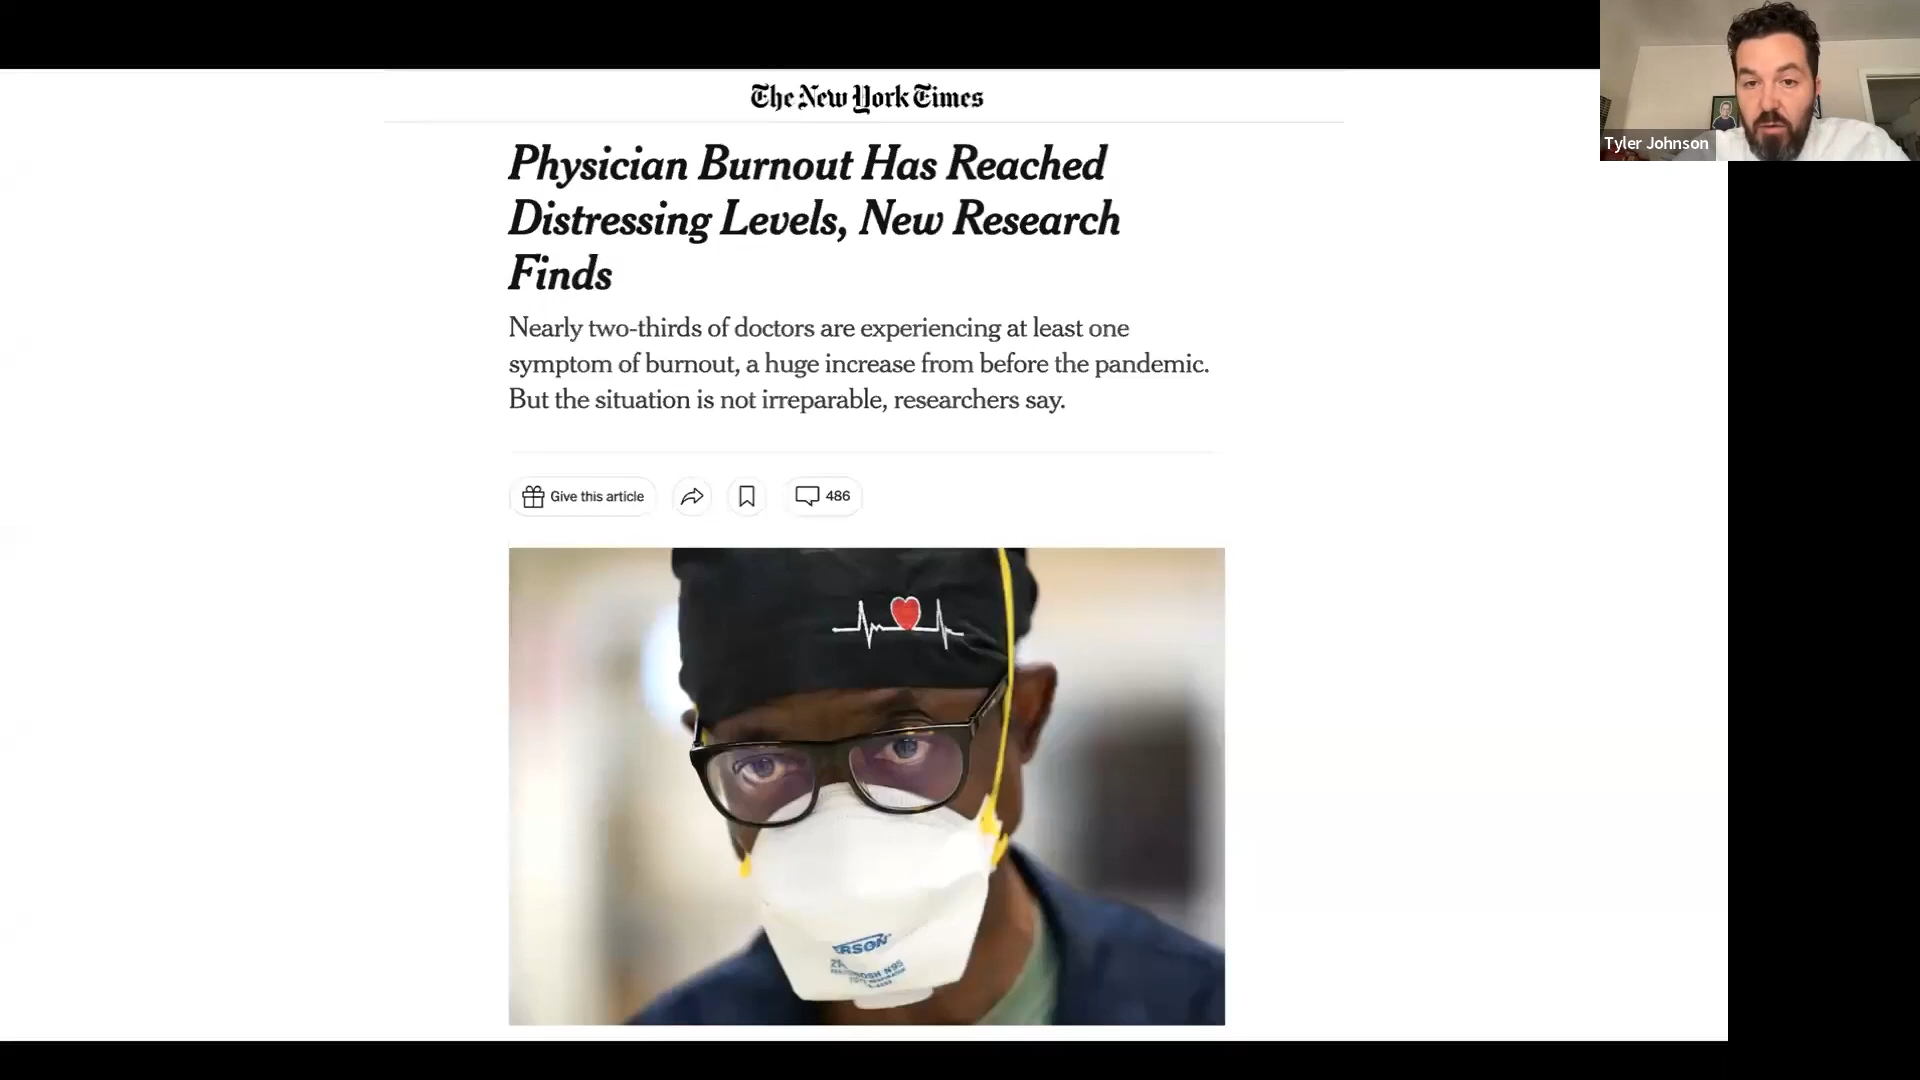 The New York Times
Physician Burnout Has Reached
Distressing Levels, New Research
Finds
Nearly two-thirds of doctors are experiencing at least one
symptom of burnout, a huge increase from before the pandemic.
But the situation is not irreparable, researchers say.
Give this article
486
Tyler Johnson
N95